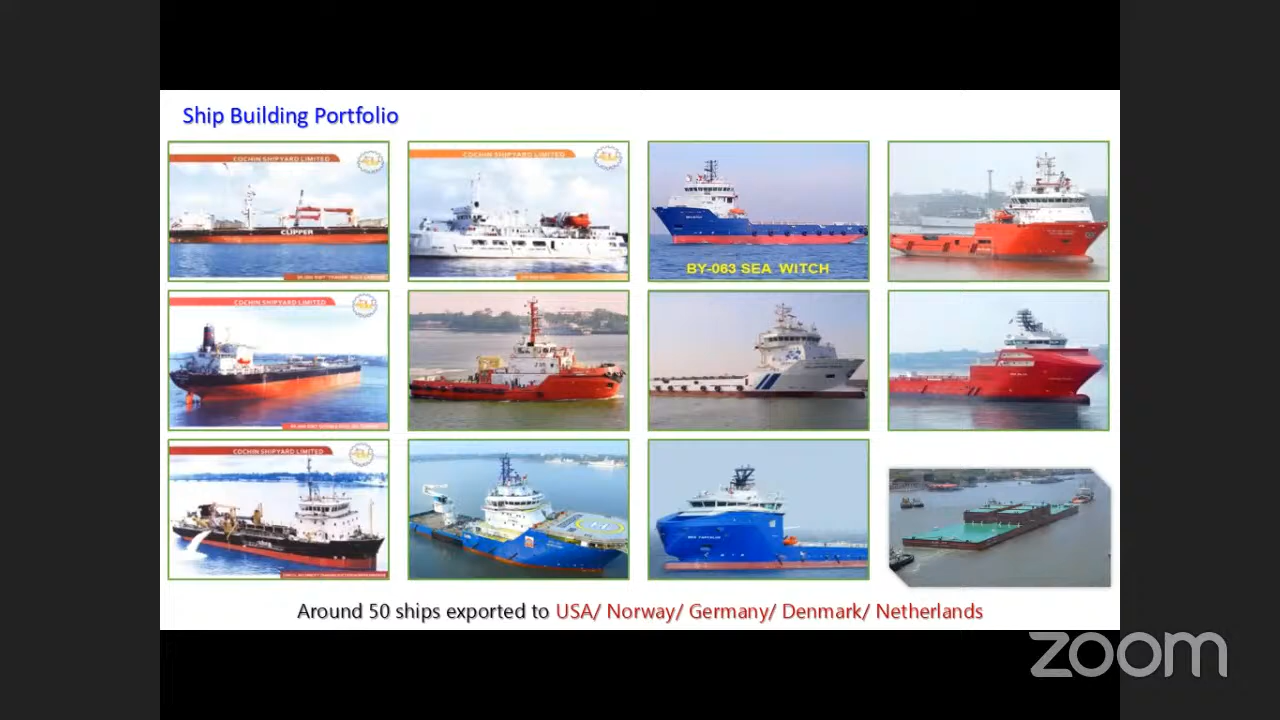 Ship Building Portfolio
COCHIN SHIPYARD LIMITED
COCHIN SHIPYARD LIMITED
CLIPPER
BY-063 SEA WITCH
COCHIN SHIPYARD LIMITED
COCHIN SHIPYARD LIMITED
Around 50 ships exported to USA/ Norway/ Germany/ Denmark/ Netherlands
zoom